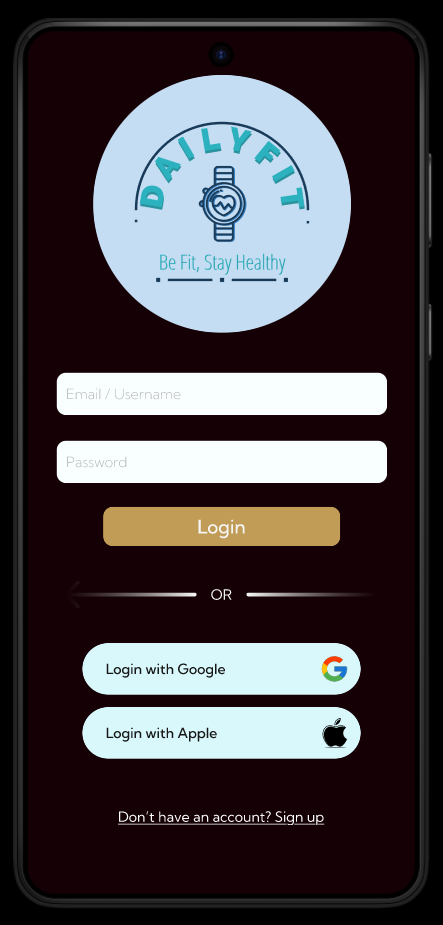 DAILYFIT
Be Fit, Stay Healthy
Email / Username
Password
Login
OR
Login with Google
Login with Apple
Don’t have an account? Sign up